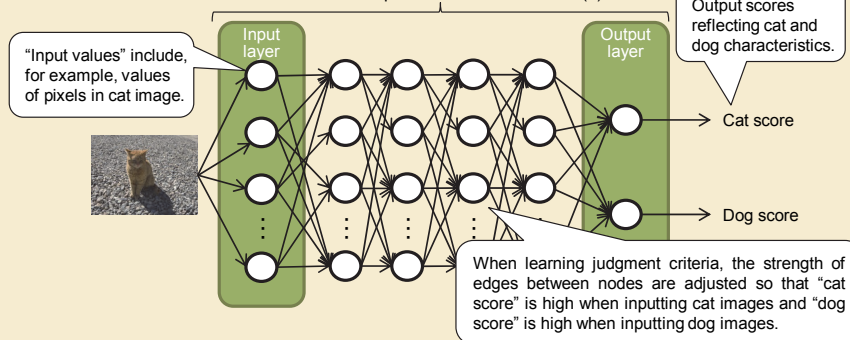 Output scores
reflecting cat and
dog characteristics.
Input
layer
Output
layer
“Input values” include,
for example, values
of pixels in cat image.
Cat score
Dog score
When learning judgment criteria, the strength of
edges between nodes are adjusted so that “cat
score” is high when inputting cat images and “dog
score” is high when inputting dog images.